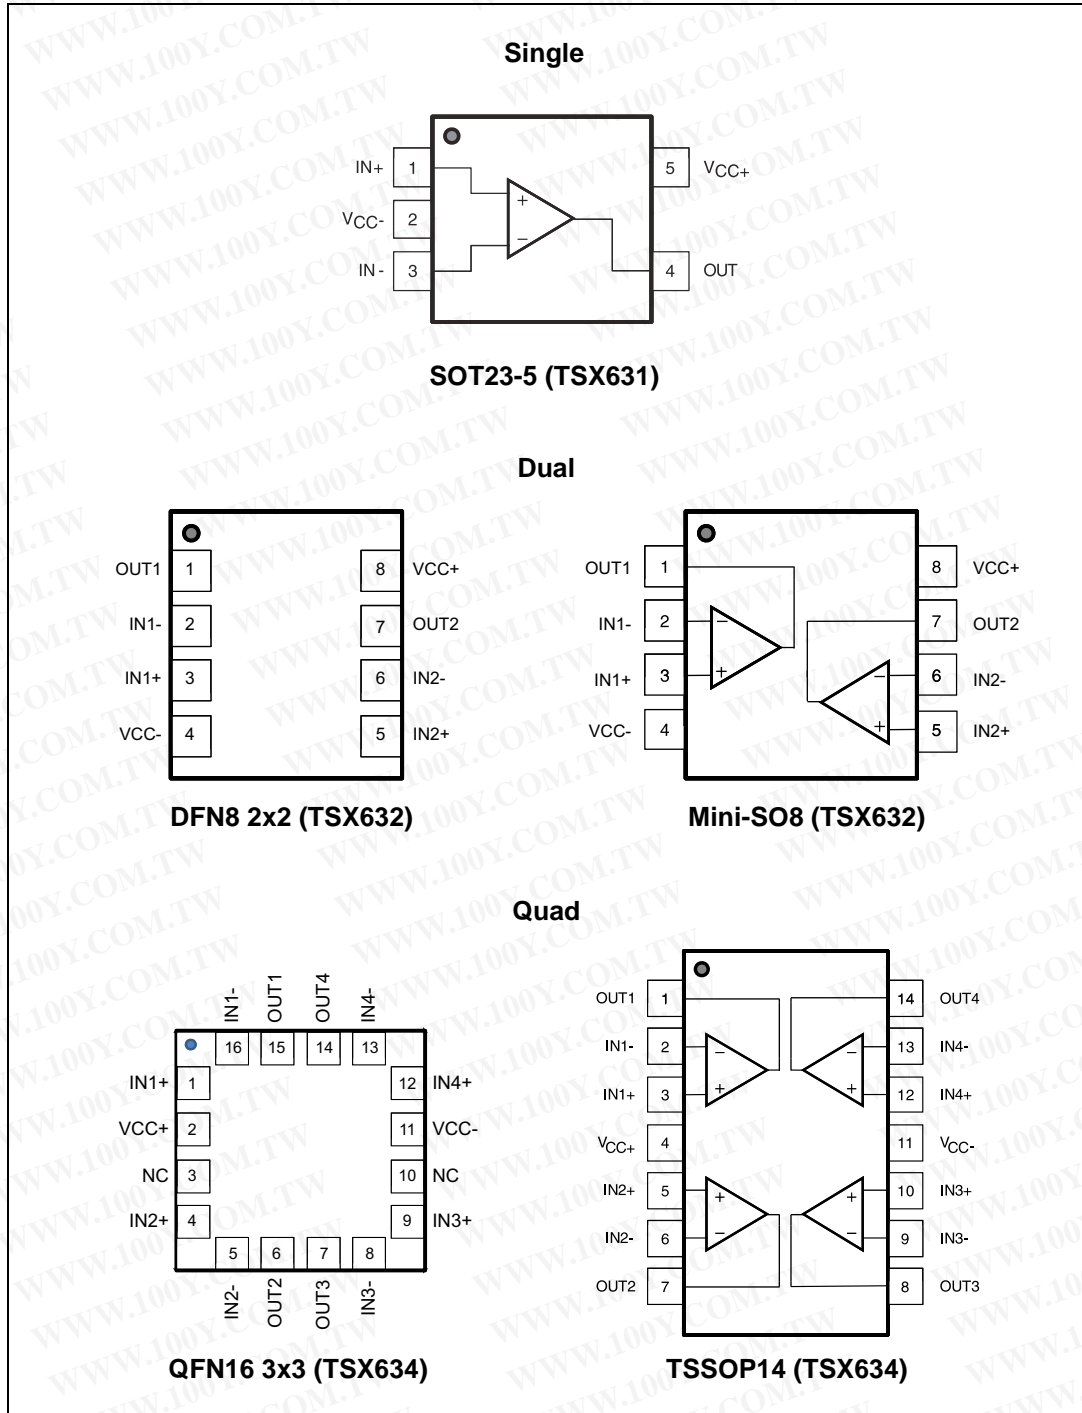 Single
IN+ 1 5 VCC+
VCC- 2
IN - 3 4 OUT
+
−
SOT23-5 (TSX631)
Dual
OUT1 1 8 VCC+
IN1- 2 7 OUT2
IN1+ 3 6 IN2-
VCC- 4 5 IN2+
DFN8 2x2 (TSX632)
OUT1 1 8 VCC+
IN1- 2 − 7 OUT2
IN1+ 3 + − 6 IN2-
VCC- 4 + 5 IN2+
Mini-SO8 (TSX632)
Quad
IN1- OUT1 OUT4 IN4-
16 15 14 13
IN1+ 1 12 IN4+
VCC+ 2 11 VCC-
NC 3 10 NC
IN2+ 4 9 IN3+
5 6 7 8
IN2- OUT2 OUT3 IN3-
QFN16 3x3 (TSX634)
OUT1 1 14 OUT4
IN1- 2 − − 13 IN4-
IN1+ 3 + + 12 IN4+
VCC+ 4 11 VCC-
IN2+ 5 + + 10 IN3+
IN2- 6 − − 9 IN3-
OUT2 7 8 OUT3
TSSOP14 (TSX634)
WWW.100Y.COM.TW